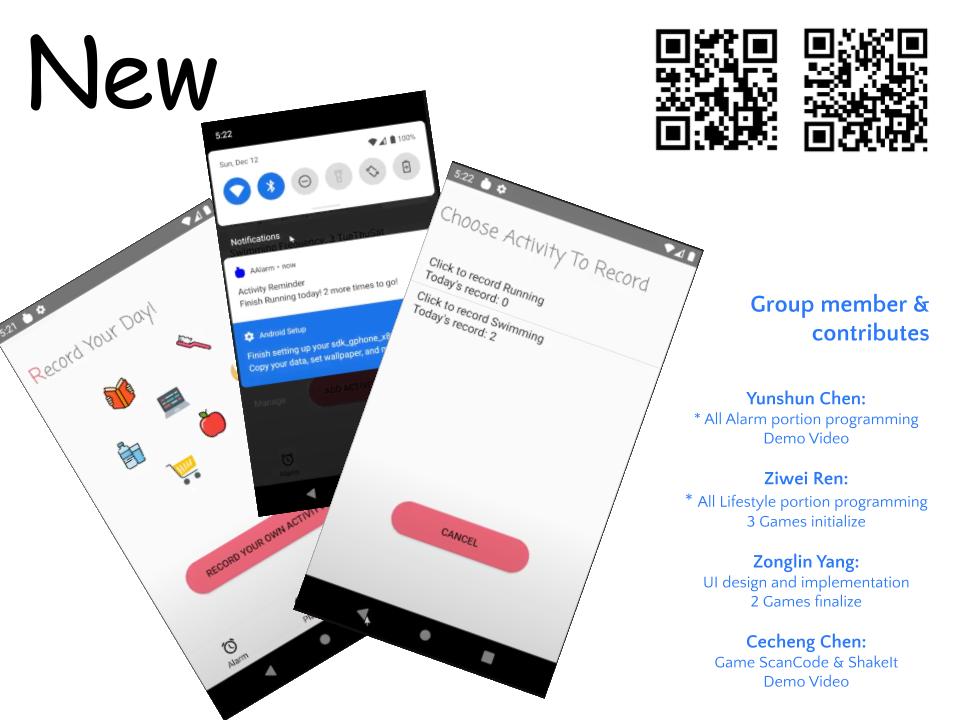 New
5:22
100%
Sun, Dec 12
Notifications
Swimming Frequency: 3 TueThuSat
AAlarm • now
Activity Reminder
Finish Running today! 2 more times to go!
Android Setup
Finish setting up your sdk_gphone_x8
Copy your data, set wallpaper, and
ADD
Manage
Alarm
5:21
Record Your Day!
RECORD YOUR OWN
Alarm
5:22
Choose Activity To Record
Click to record Running
Today's record: 0
Click to record Swimming
Today's record: 2
CANCEL
Group member &
contributes
Yunshun Chen:
* All Alarm portion programming
Demo Video
Ziwei Ren:
* All Lifestyle portion programming
3 Games initialize
Zonglin Yang:
UI design and implementation
2 Games finalize
Cecheng Chen:
Game ScanCode & ShakeIt
Demo Video